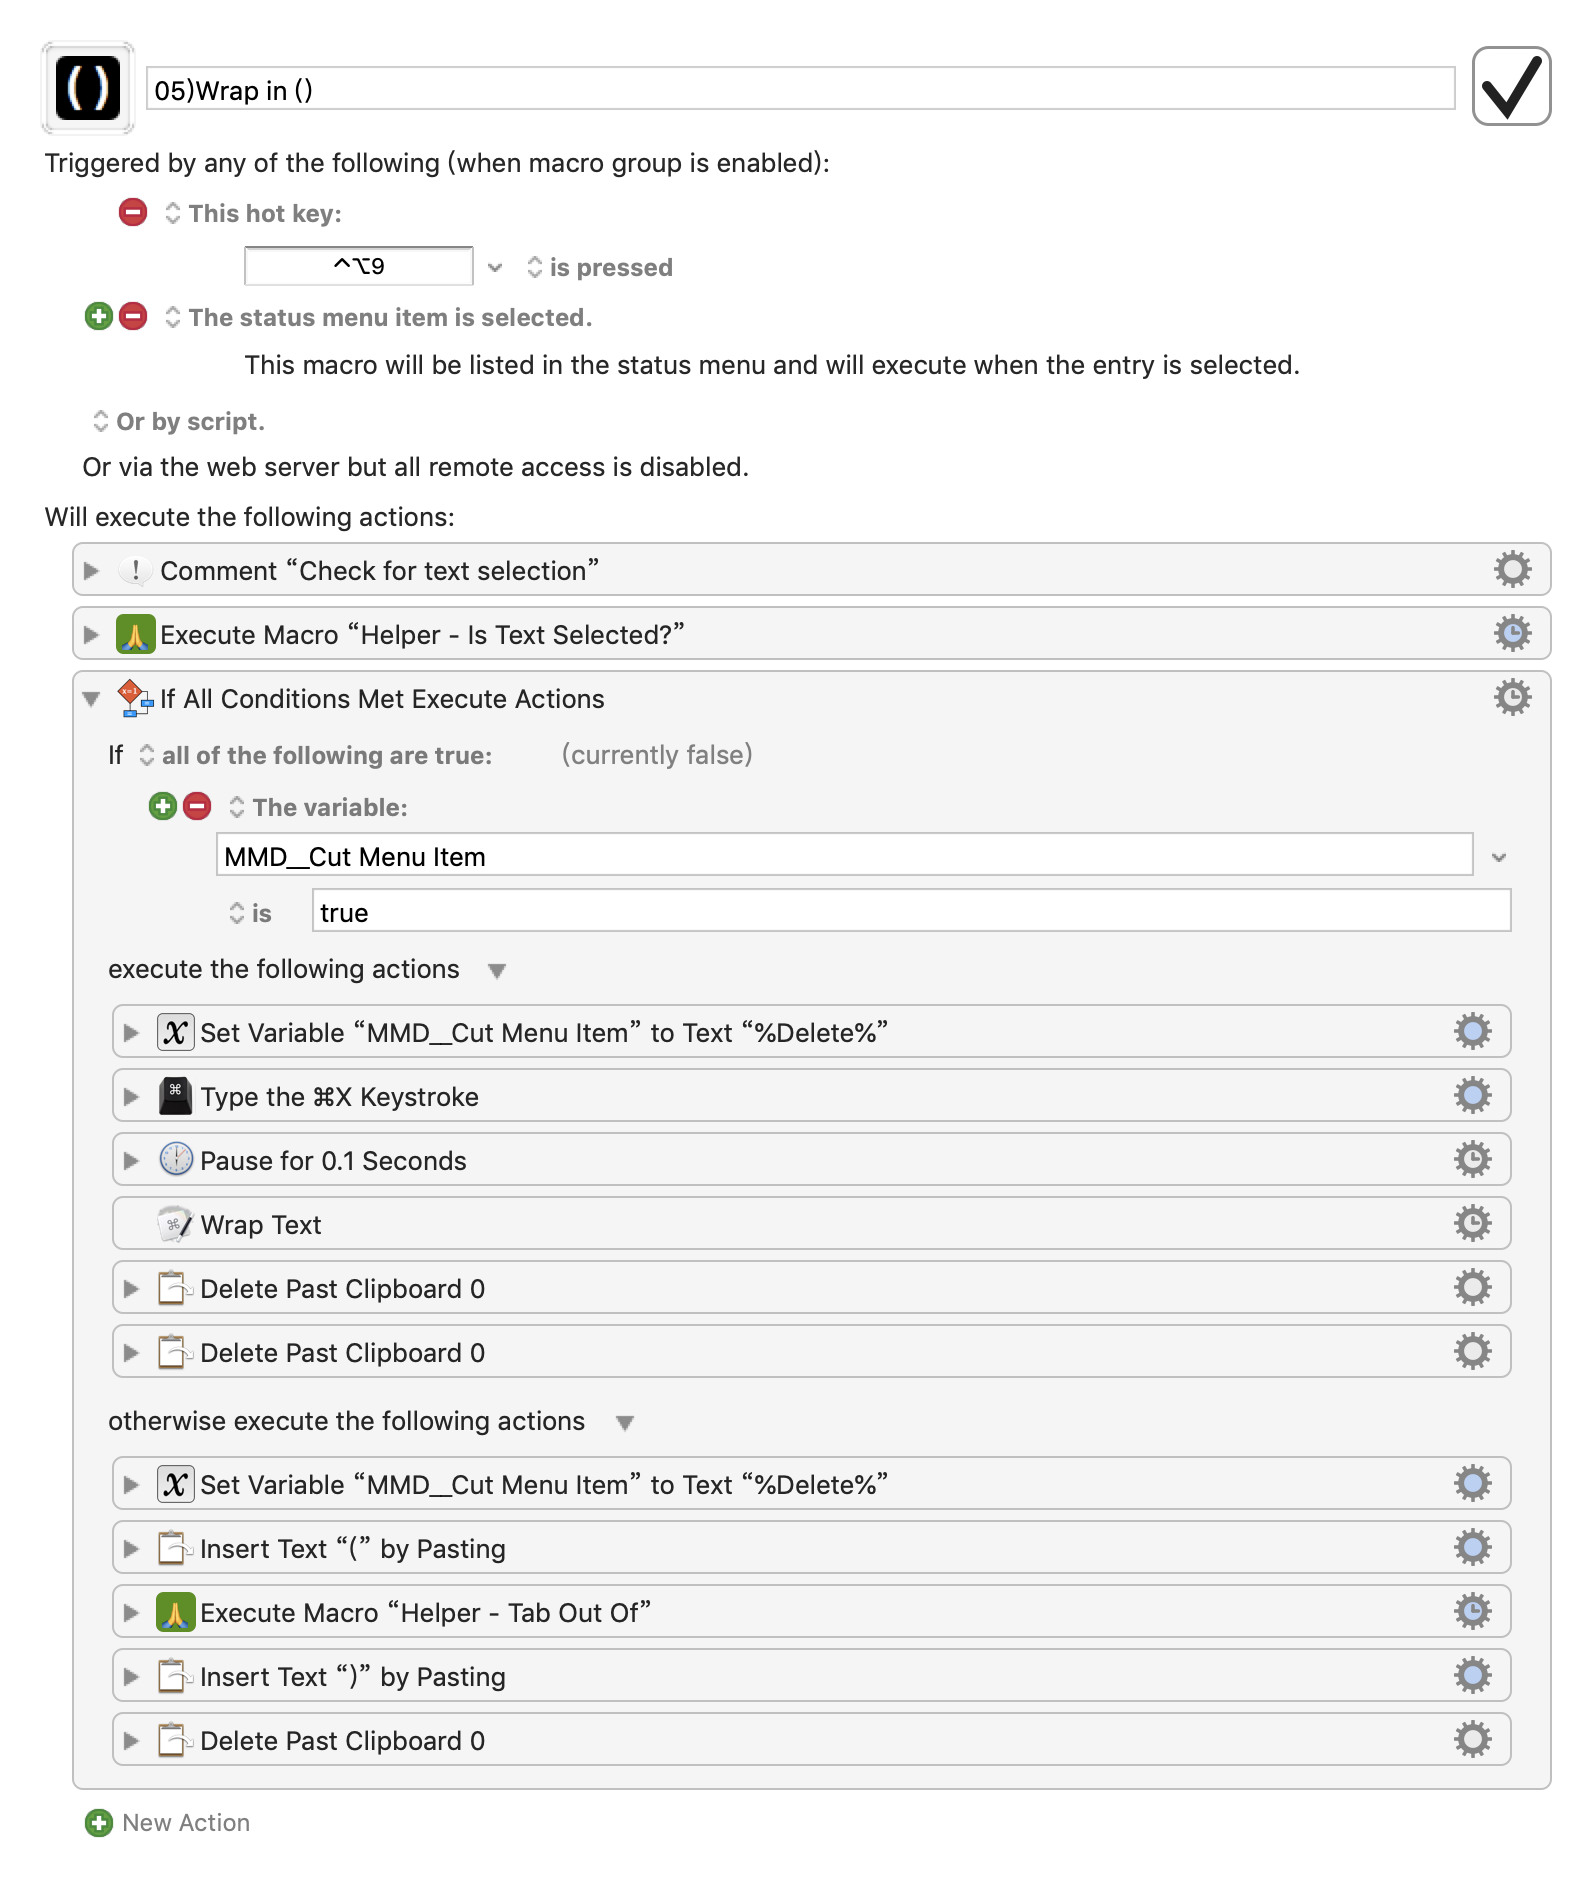 ()
05)Wrap in ()
Triggered by any of the following (when macro group is enabled):
This hot key:
^⌥9 is pressed
The status menu item is selected.
This macro will be listed in the status menu and will execute when the entry is selected.
Or by script.
Or via the web server but all remote access is disabled.
Will execute the following actions:
Comment “Check for text selection”
Execute Macro “Helper - Is Text Selected?”
If All Conditions Met Execute Actions
If all of the following are true: (currently false)
The variable:
MMD__Cut Menu Item
is true
execute the following actions
Set Variable “MMD__Cut Menu Item” to Text “%Delete%”
Type the ⌘X Keystroke
Pause for 0.1 Seconds
Wrap Text
Delete Past Clipboard 0
Delete Past Clipboard 0
otherwise execute the following actions
Set Variable “MMD__Cut Menu Item” to Text “%Delete%”
Insert Text “(” by Pasting
Execute Macro “Helper - Tab Out Of”
Insert Text “)” by Pasting
Delete Past Clipboard 0
New Action